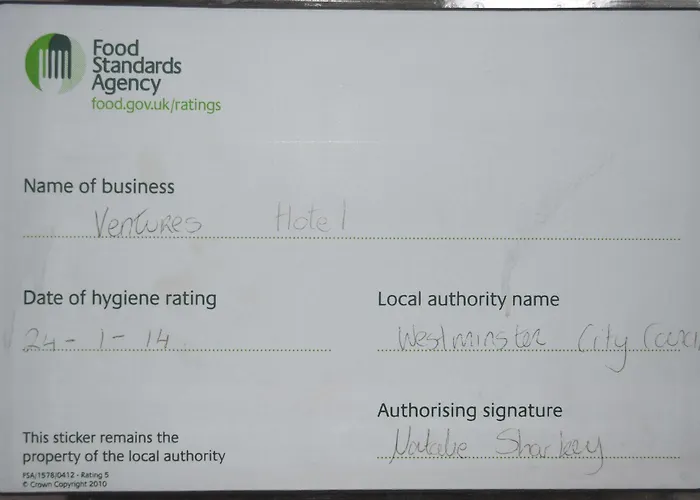 Food
Standards
Agency
food.gov.uk/ratings
Name of business
Ventures Hotel
Date of hygiene rating
24-1-14
Local authority name
Westminster City
Authorising signature
Natalie Sharkey
This sticker remains the
property of the local authority
FSA/1578/0412 - Rating 5
© Crown Copyright 2010